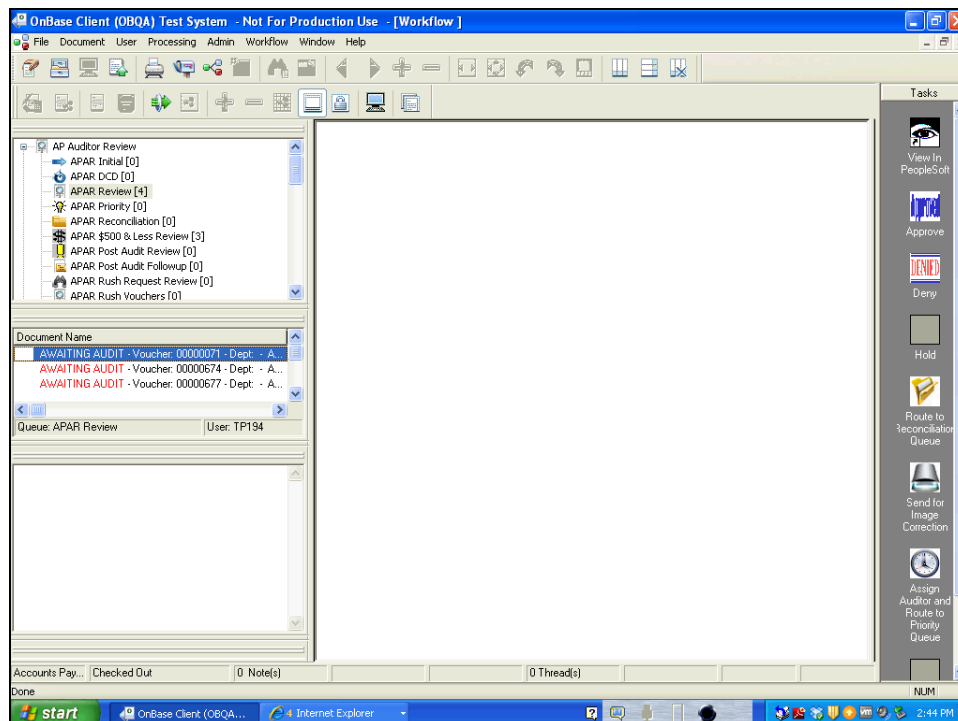 OnBase Client (OBQA) Test System - Not For Production Use - [Workflow ]
File Document User Processing Admin Workflow Window Help
Tasks
AP Auditor Review
APAR Initial [0]
APAR DCD [0]
APAR Review [4]
APAR Priority [0]
APAR Reconciliation [0]
APAR $500 & Less Review [3]
APAR Post Audit Review [0]
APAR Post Audit Followup [0]
APAR Rush Request Review [0]
APAR Rush Vouchers [0]
Document Name
AWAITING AUDIT - Voucher: 00000071 - Dept: - A...
AWAITING AUDIT - Voucher: 00000674 - Dept: - A...
AWAITING AUDIT - Voucher: 00000677 - Dept: - A...
Queue: APAR Review User: TP194
View In
PeopleSoft
Approved
Approve
DENIED
Deny
Hold
Route to
Reconciliation
Queue
Send for
Image
Correction
Assign
Auditor and
Route to
Priority
Queue
Accounts Pay... Checked Out 0 Note(s) 0 Thread(s)
Done NUM
start OnBase Client (OBQA... 4 Internet Explorer 2:44 PM